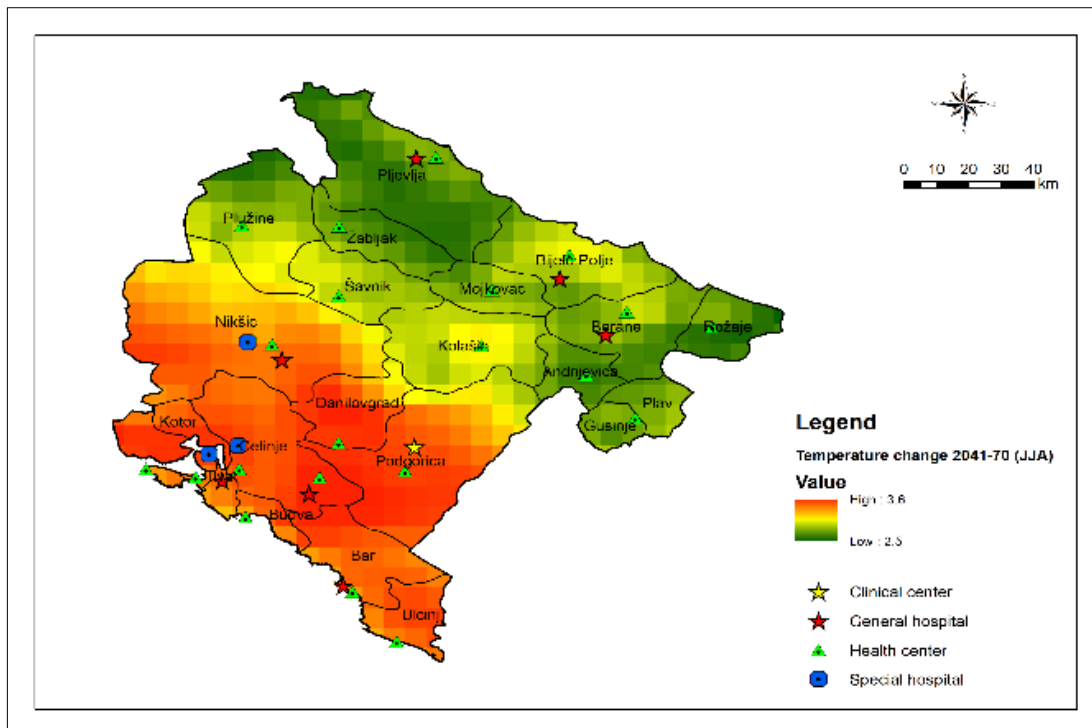 0 10 20 30 40
km
Pljevlja
Plužine
Žabljak
Bijelo Polje
Šavnik
Mojkovac
Nikšic
Berane
Rožaje
Kolašin
Andrijevica
Danilovgrad
Plav
Kotor
Gusinje
Cetinje
Podgorica
Budva
Bar
Ulcinj
Legend
Temperature change 2041-70 (JJA)
Value
High : 3.6
Low : 2.5
Clinical center
General hospital
Health center
Special hospital